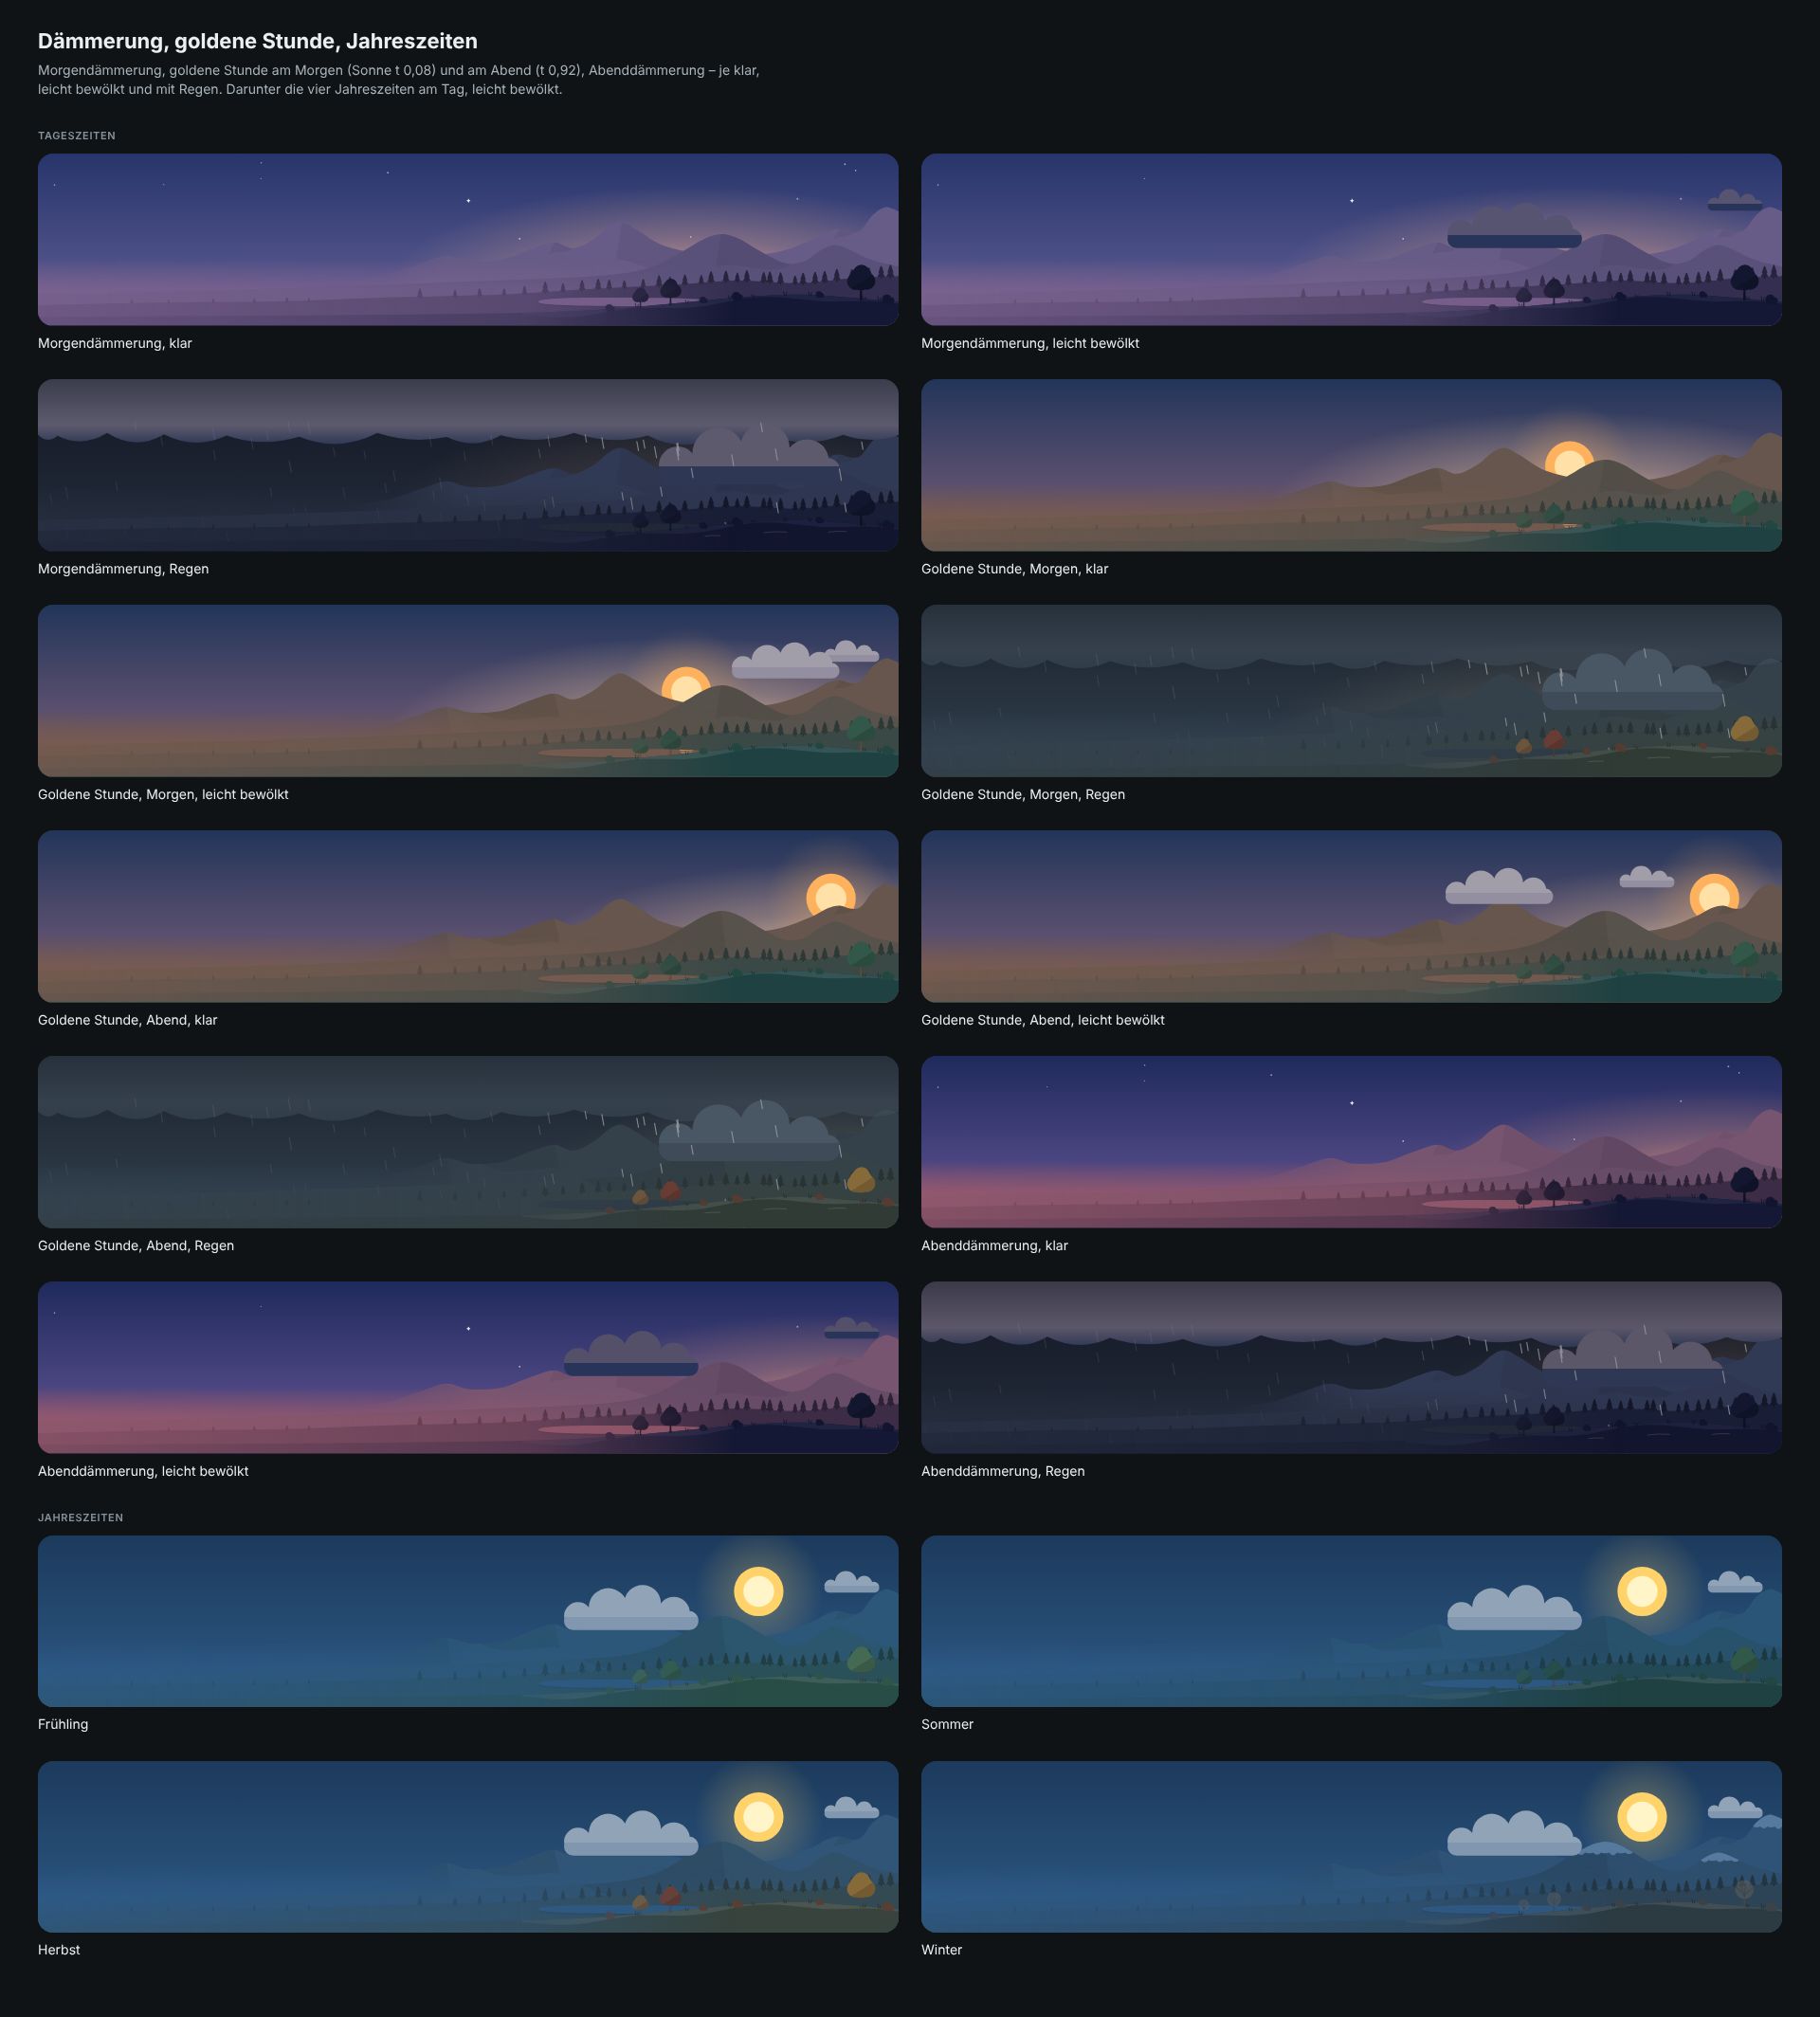 Dämmerung, goldene Stunde, Jahreszeiten
Morgendämmerung, goldene Stunde am Morgen (Sonne t 0,08) und am Abend (t 0,92), Abenddämmerung – je klar,
leicht bewölkt und mit Regen. Darunter die vier Jahreszeiten am Tag, leicht bewölkt.
TAGESZEITEN
Morgendämmerung, klar
Morgendämmerung, leicht bewölkt
Morgendämmerung, Regen
Goldene Stunde, Morgen, klar
Goldene Stunde, Morgen, leicht bewölkt
Goldene Stunde, Morgen, Regen
Goldene Stunde, Abend, klar
Goldene Stunde, Abend, leicht bewölkt
Goldene Stunde, Abend, Regen
Abenddämmerung, klar
Abenddämmerung, leicht bewölkt
Abenddämmerung, Regen
JAHRESZEITEN
Frühling
Sommer
Herbst
Winter